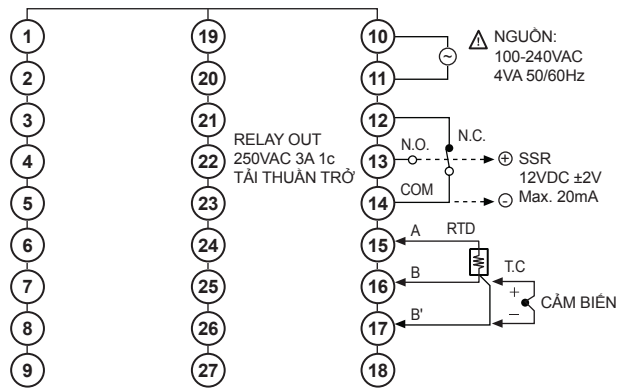 1 19 10
2 20 11
3 21 12
4 22 13
5 23 14
6 24 15
7 25 16
8 26 17
9 27 18
⚠ NGUỒN:
100-240VAC
4VA 50/60Hz
~
RELAY OUT
250VAC 3A 1c
TẢI THUẦN TRỞ
N.O.
N.C.
COM
⊕ SSR
12VDC ±2V
⊖ Max. 20mA
A
RTD
B
B'
T.C
+
−
CẢM BIẾN